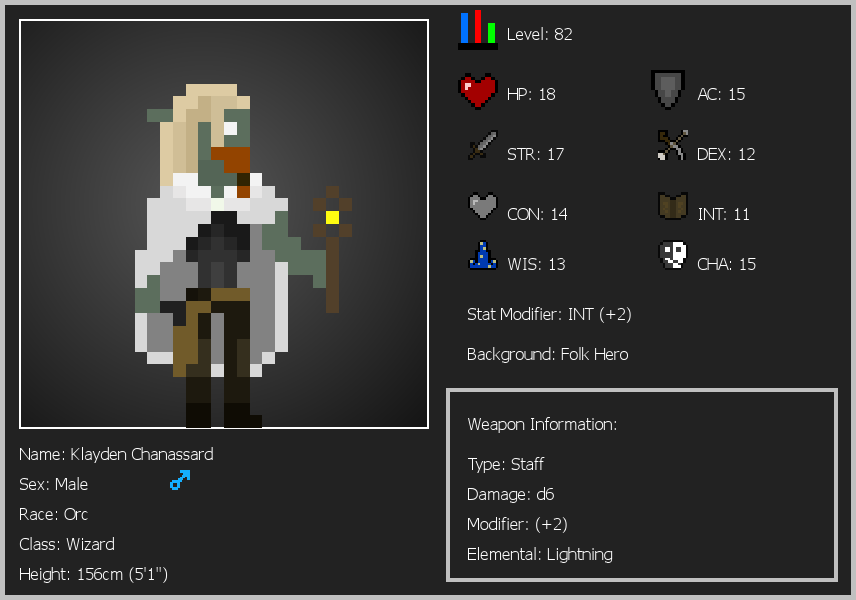 Level: 82
HP: 18
AC: 15
STR: 17
DEX: 12
CON: 14
INT: 11
WIS: 13
CHA: 15
Stat Modifier: INT (+2)
Background: Folk Hero
Weapon Information:
Type: Staff
Damage: d6
Modifier: (+2)
Elemental: Lightning
Name: Klayden Chanassard
Sex: Male
Race: Orc
Class: Wizard
Height: 156cm (5'1")